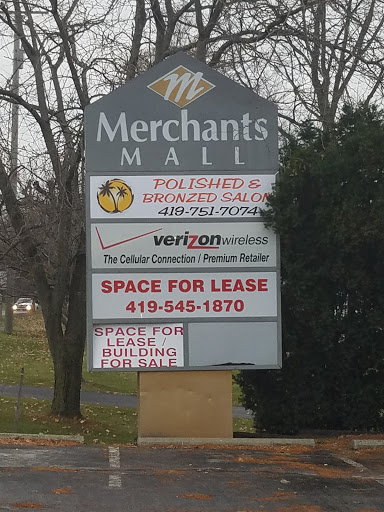 M
Merchants
MALL
POLISHED &
BRONZED SALON
419-751-7074
verizonwireless
The Cellular Connection / Premium Retailer
SPACE FOR LEASE
419-545-1870
SPACE FOR
LEASE /
BUILDING
FOR SALE